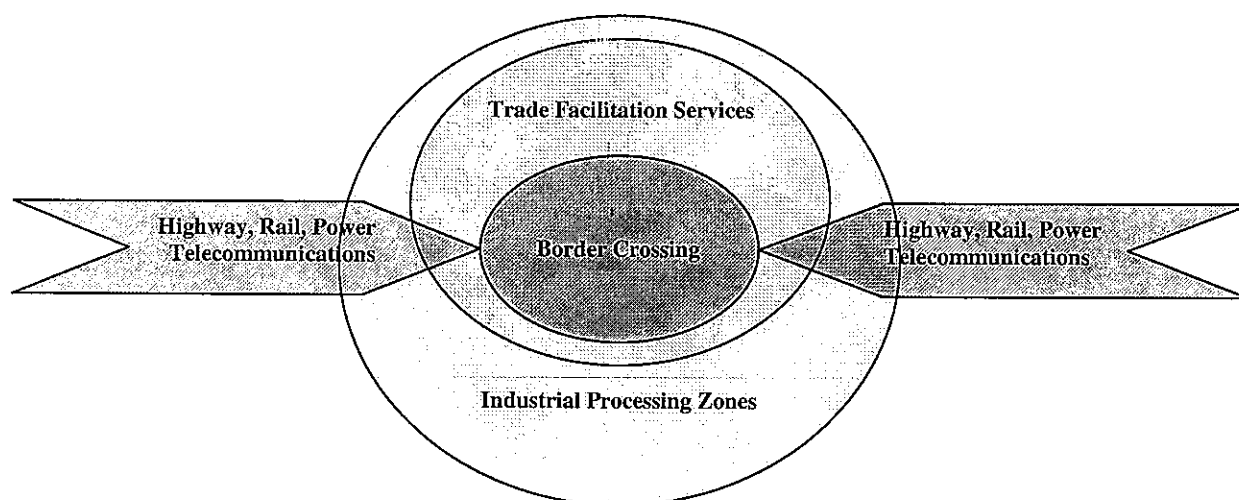 Trade Facilitation Services
Highway, Rail, Power
Telecommunications
Border Crossing
Highway, Rail, Power
Telecommunications
Industrial Processing Zones